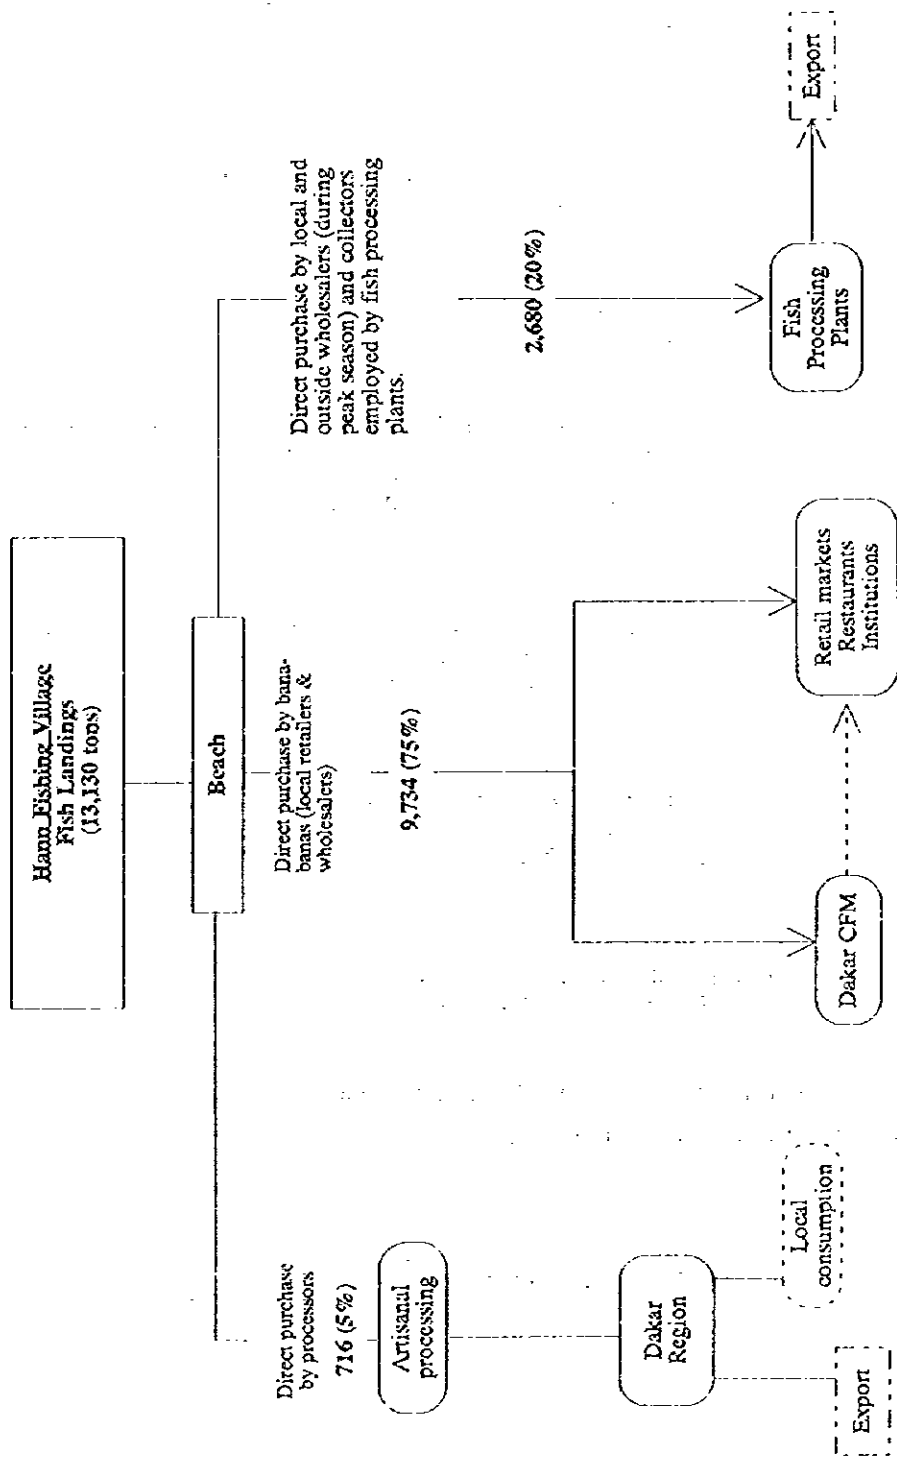 Hann Fishing Village
Fish Landings
(13,130 tons)
Beach
Direct purchase
by processors
716 (5%)
Artisanal
processing
Dakar
Region
Export
Local
consumption
Direct purchase by bana-
banas (local retailers &
wholesalers)
9,734 (75%)
Dakar CFM
Retail markets
Restaurants
Institutions
Direct purchase by local and
outside wholesalers (during
peak season) and collectors
employed by fish processing
plants.
2,680 (20%)
Fish
Processing
Plants
Export